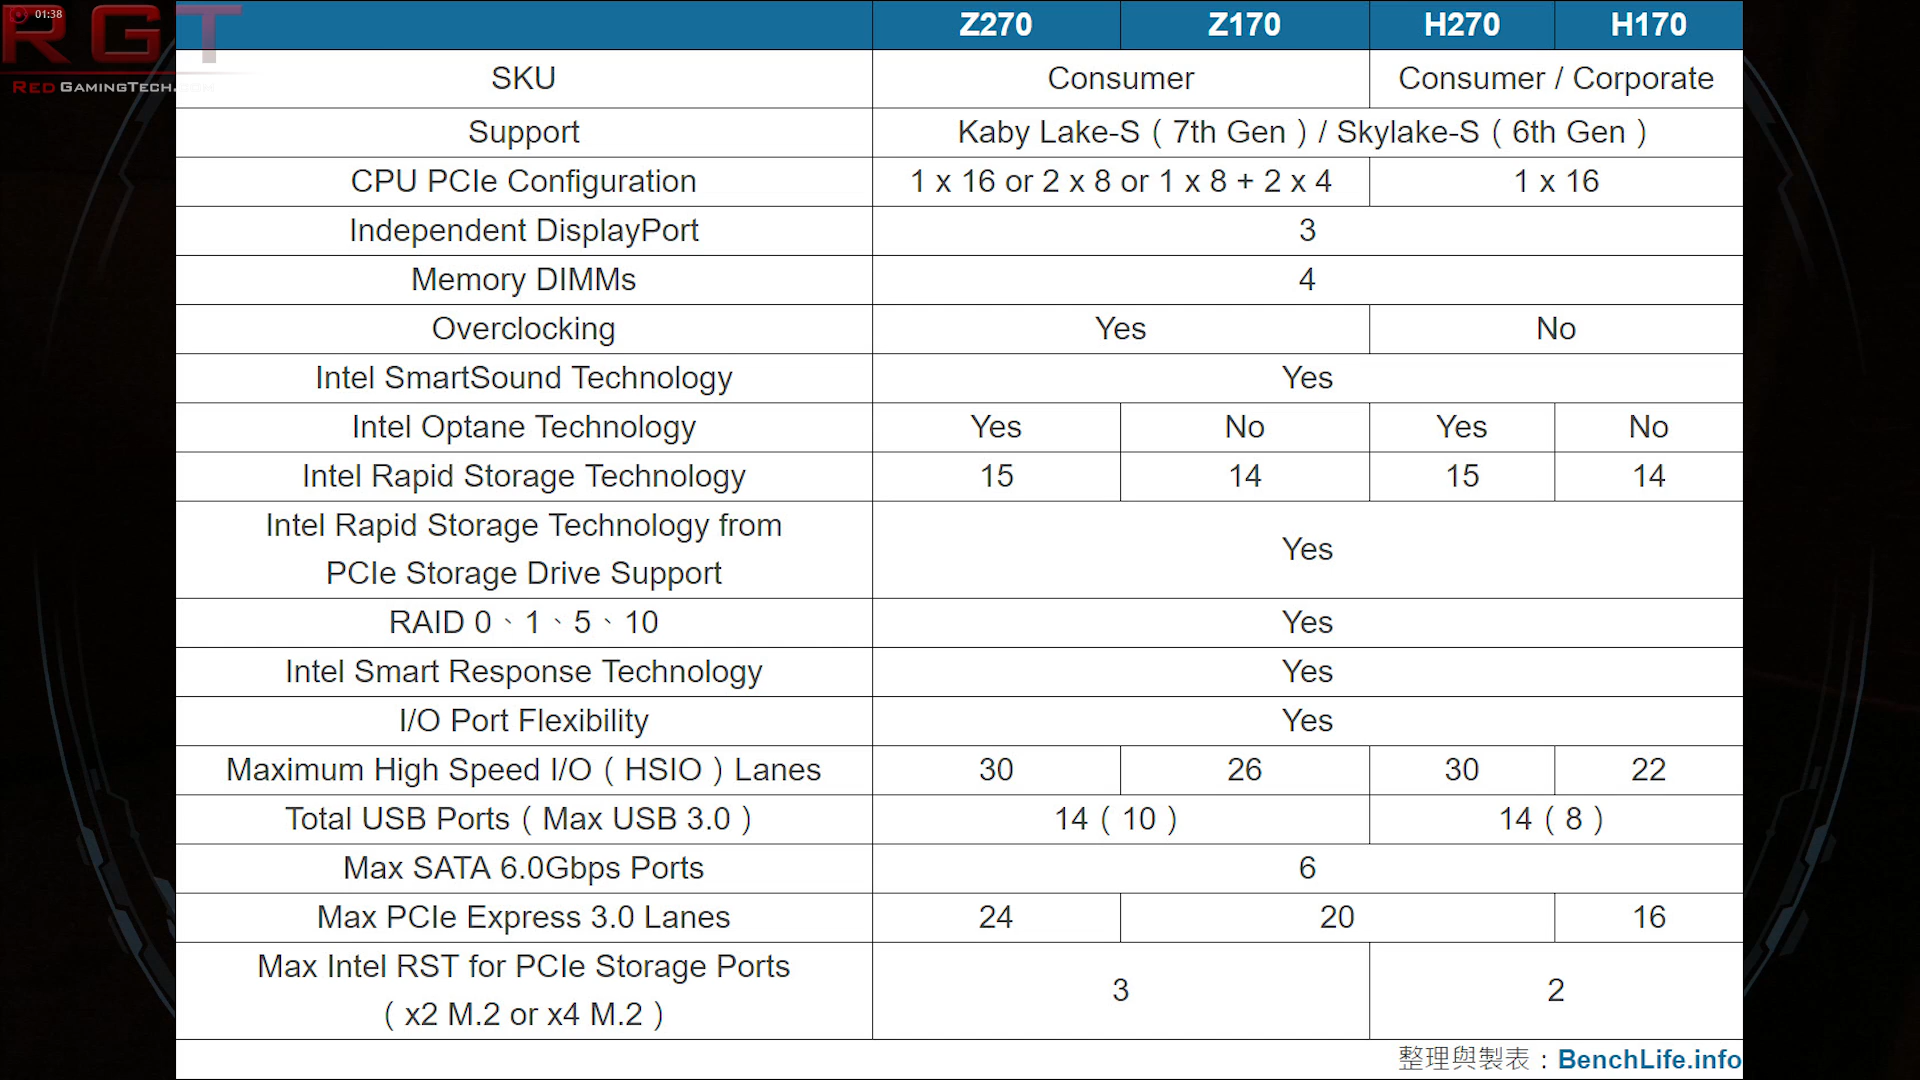 01:38
RGT
RED GAMINGTECH.COM
Z270 Z170 H270 H170
SKU Consumer Consumer / Corporate
Support Kaby Lake-S ( 7th Gen ) / Skylake-S ( 6th Gen )
CPU PCIe Configuration 1 x 16 or 2 x 8 or 1 x 8 + 2 x 4 1 x 16
Independent DisplayPort 3
Memory DIMMs 4
Overclocking Yes No
Intel SmartSound Technology Yes
Intel Optane Technology Yes No Yes No
Intel Rapid Storage Technology 15 14 15 14
Intel Rapid Storage Technology from
PCIe Storage Drive Support Yes
RAID 0、1、5、10 Yes
Intel Smart Response Technology Yes
I/O Port Flexibility Yes
Maximum High Speed I/O ( HSIO ) Lanes 30 26 30 22
Total USB Ports ( Max USB 3.0 ) 14 ( 10 ) 14 ( 8 )
Max SATA 6.0Gbps Ports 6
Max PCIe Express 3.0 Lanes 24 20 16
Max Intel RST for PCIe Storage Ports
( x2 M.2 or x4 M.2 ) 3 2
整理與製表：BenchLife.info